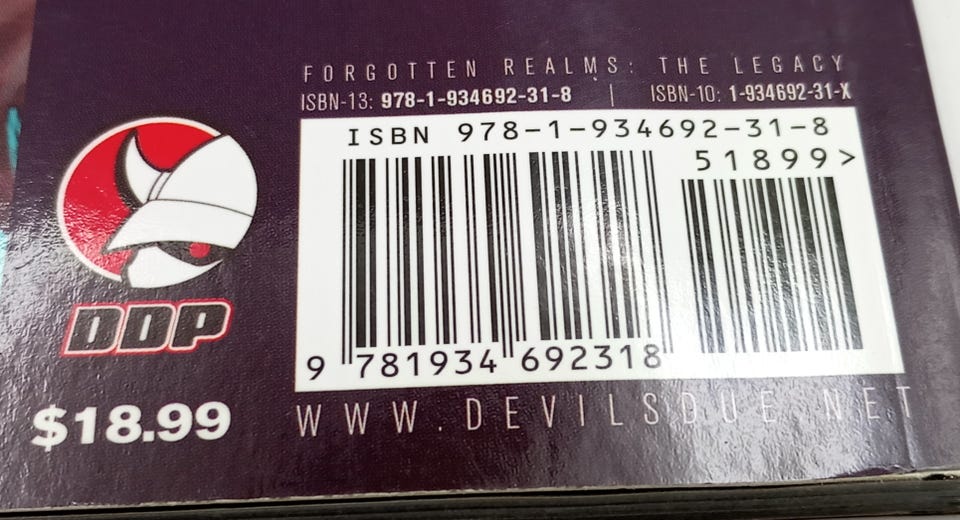 FORGOTTEN REALMS: THE LEGACY
ISBN-13: 978-1-934692-31-8 | ISBN-10: 1-934692-31-X
ISBN 978-1-934692-31-8
51899>
9 781934 692318
DDP
$18.99
WWW.DEVILSDUE.NET